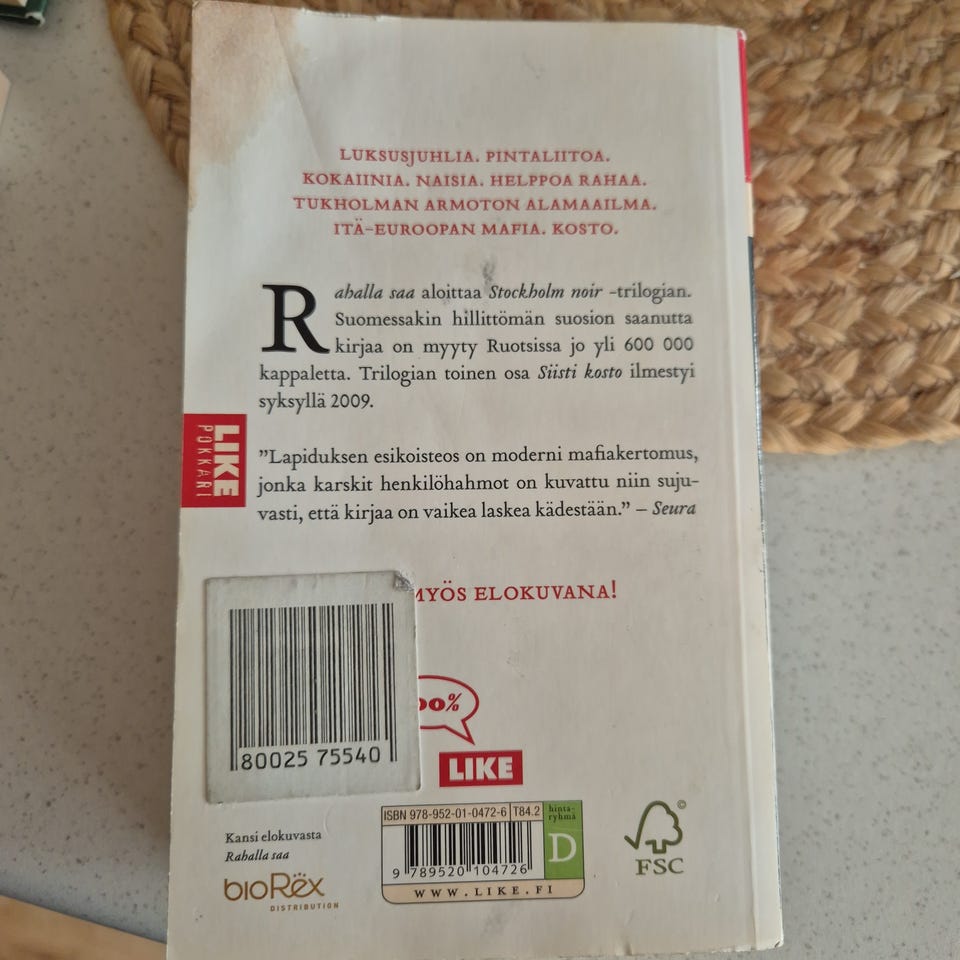 LUKSUSJUHLIA. PINTALIITOA.
KOKAIINIA. NAISIA. HELPPOA RAHAA.
TUKHOLMAN ARMOTON ALAMAAILMA.
ITÄ-EUROOPAN MAFIA. KOSTO.
Rahalla saa aloittaa Stockholm noir -trilogian.
Suomessakin hillittömän suosion saanutta
kirjaa on myyty Ruotsissa jo yli 600 000
kappaletta. Trilogian toinen osa Siisti kosto ilmestyi
syksyllä 2009.
LIKE
POKKARI
”Lapiduksen esikoisteos on moderni mafiakertomus,
jonka karskit henkilöhahmot on kuvattu niin suju-
vasti, että kirjaa on vaikea laskea kädestään.” – Seura
MYÖS ELOKUVANA!
80025 75540
00%
LIKE
ISBN 978-952-01-0472-6 T84.2
hinta-
ryhmä
D
9 789520 104726
WWW.LIKE.FI
Kansi elokuvasta
Rahalla saa
bioRëx
DISTRIBUTION
©
FSC